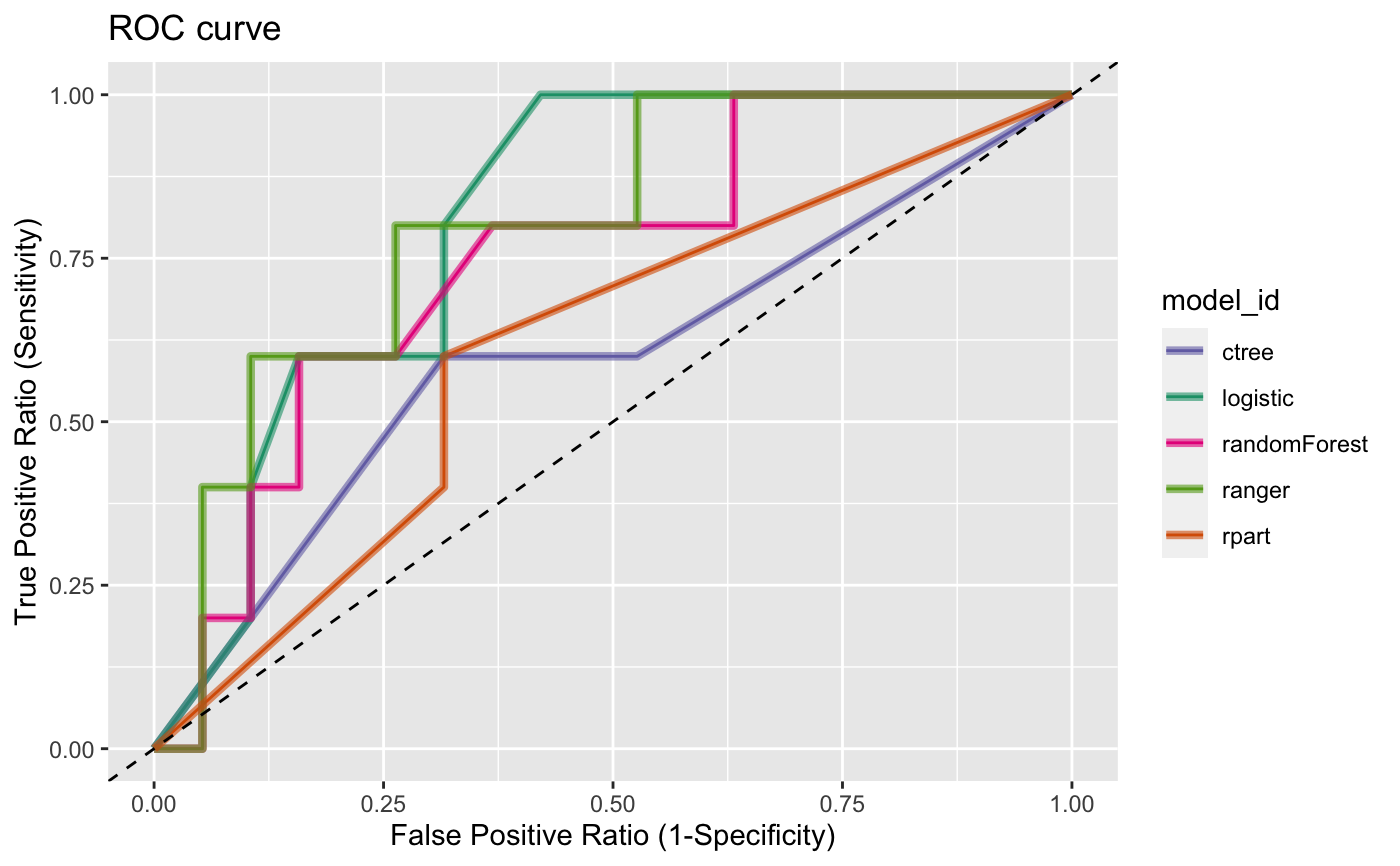 ROC curve
1.00
0.75
0.50
0.25
0.00
True Positive Ratio (Sensitivity)
0.00 0.25 0.50 0.75 1.00
False Positive Ratio (1-Specificity)
model_id
ctree
logistic
randomForest
ranger
rpart